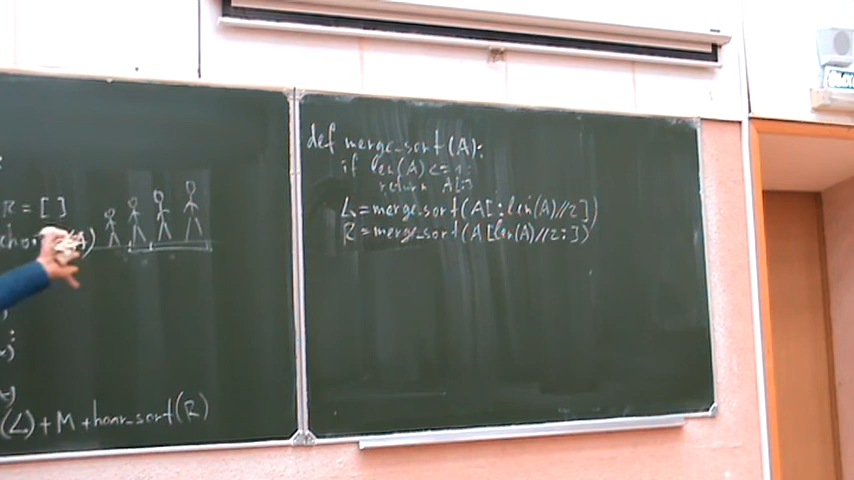 R = [ ]
A)
(L) + M + hoar_sort(R)
def merge_sort(A):
if len(A) <= 1:
return A[:]
L = merge_sort(A[:len(A)//2])
R = merge_sort(A[len(A)//2:])